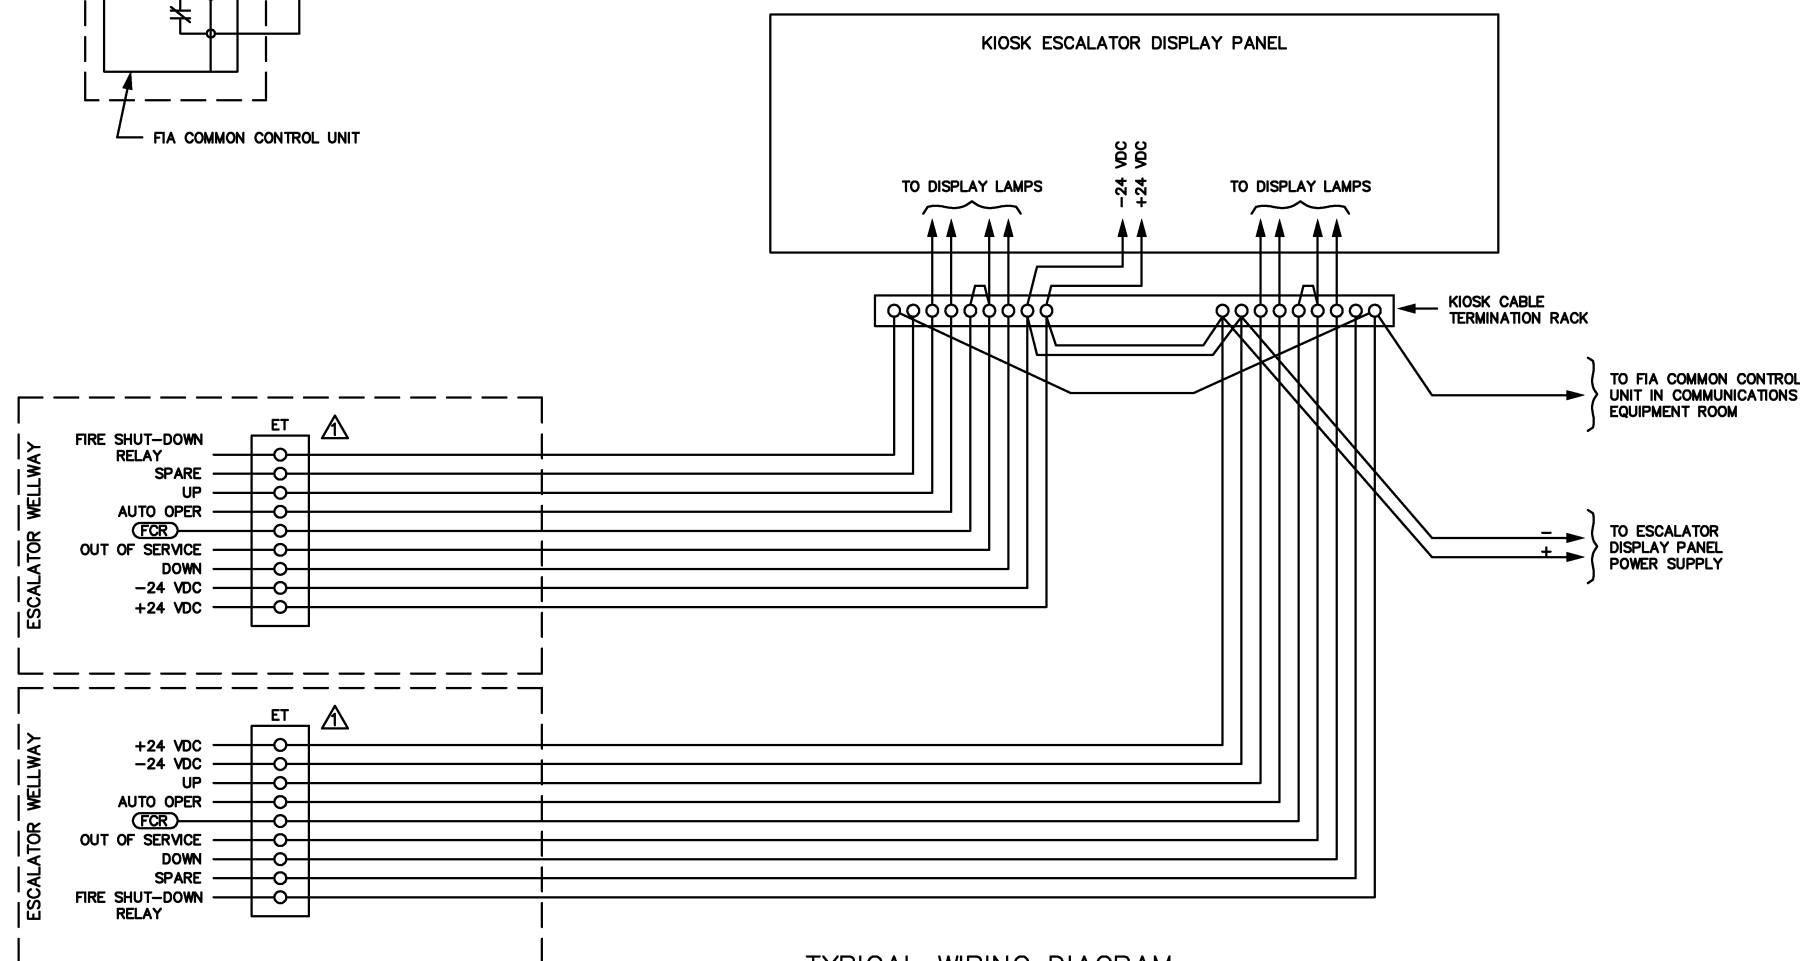 KIOSK ESCALATOR DISPLAY PANEL
FIA COMMON CONTROL UNIT
-24 VDC
+24 VDC
TO DISPLAY LAMPS
TO DISPLAY LAMPS
KIOSK CABLE
TERMINATION RACK
TO FIA COMMON CONTROL
UNIT IN COMMUNICATIONS
EQUIPMENT ROOM
-
+
TO ESCALATOR
DISPLAY PANEL
POWER SUPPLY
ESCALATOR WELLWAY
ET
1
FIRE SHUT-DOWN
RELAY
SPARE
UP
AUTO OPER
FCR
OUT OF SERVICE
DOWN
-24 VDC
+24 VDC
ESCALATOR WELLWAY
ET
1
+24 VDC
-24 VDC
UP
AUTO OPER
FCR
OUT OF SERVICE
DOWN
SPARE
FIRE SHUT-DOWN
RELAY
TYPICAL WIRING DIAGRAM